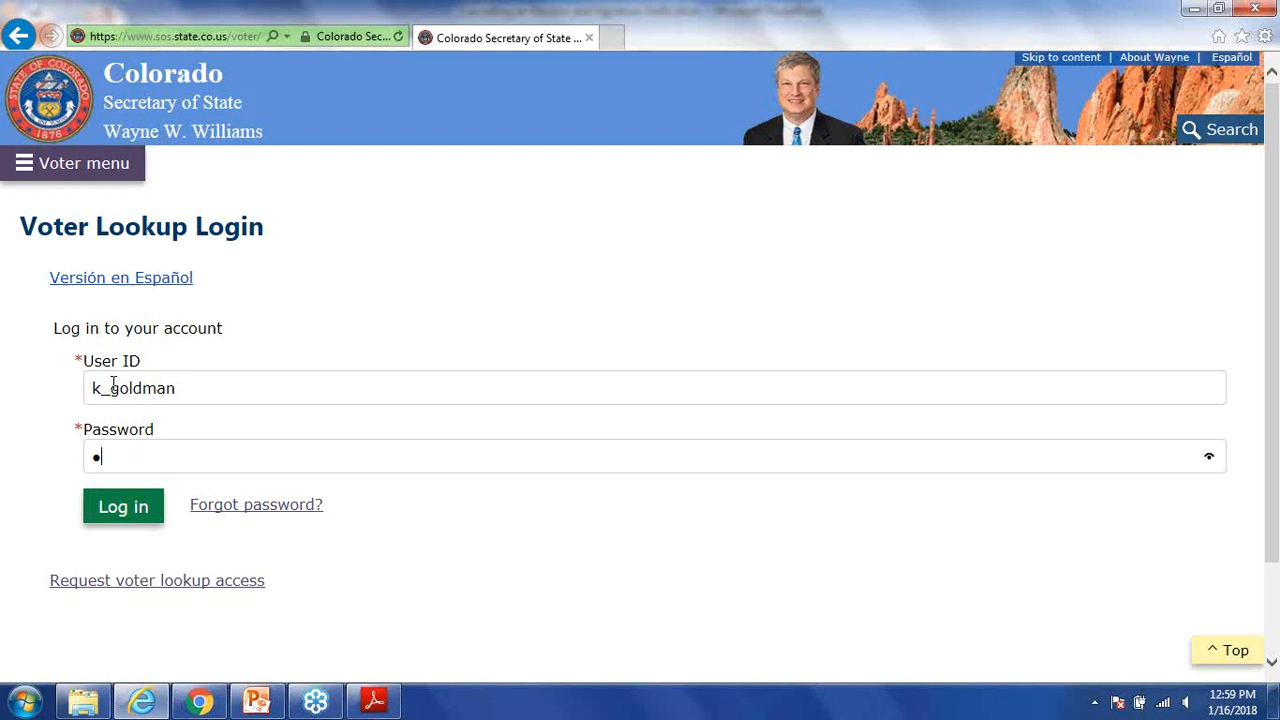 https://www.sos.state.co.us/voter/
Colorado Sec...
Colorado Secretary of State ...
Skip to content | About Wayne | Español
Colorado
Secretary of State
Wayne W. Williams
Search
Voter menu
Voter Lookup Login
Versión en Español
Log in to your account
*User ID
k_goldman
*Password
Log in
Forgot password?
Request voter lookup access
^ Top
12:59 PM
1/16/2018